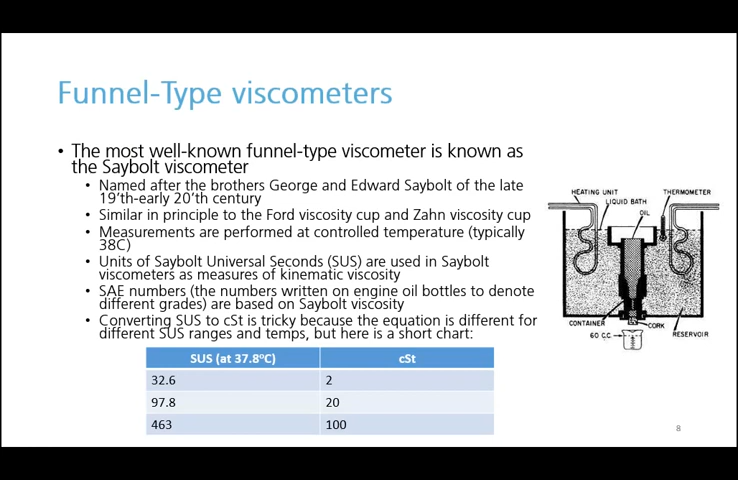 Funnel-Type viscometers
• The most well-known funnel-type viscometer is known as
the Saybolt viscometer
• Named after the brothers George and Edward Saybolt of the late
19'th-early 20'th century
• Similar in principle to the Ford viscosity cup and Zahn viscosity cup
• Measurements are performed at controlled temperature (typically
38C)
• Units of Saybolt Universal Seconds (SUS) are used in Saybolt
viscometers as measures of kinematic viscosity
• SAE numbers (the numbers written on engine oil bottles to denote
different grades) are based on Saybolt viscosity
• Converting SUS to cSt is tricky because the equation is different for
different SUS ranges and temps, but here is a short chart:
SUS (at 37.8ºC) cSt
32.6 2
97.8 20
463 100
HEATING UNIT
THERMOMETER
LIQUID BATH
OIL
CONTAINER
CORK
RESERVOIR
60 C.C.
8